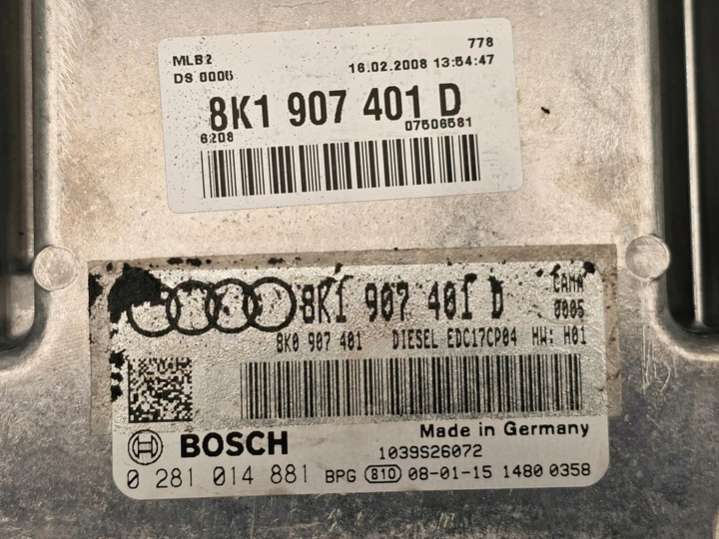 MLB2 778
DS 0006 16.02.2008 13:54:47
8K1 907 401 D
6208 07506581
8K1 907 401 D CAMA
0005
8K0 907 401 DIESEL EDC17CP04 HW: H01
BOSCH Made in Germany
1039S26072
0 281 014 881 BPG 810 08-01-15 1480 0358